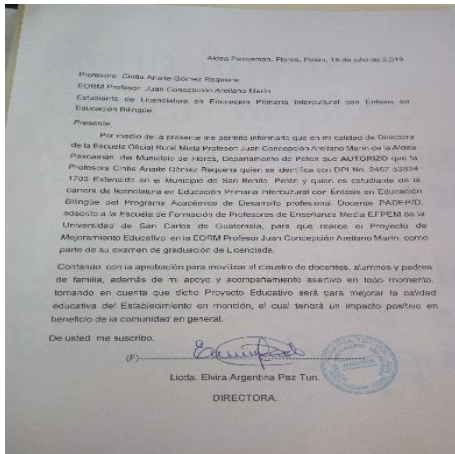 Aldea Paxcamán, Flores, Petén, 15 de julio de 2,019
Profesora: Cintia Anaite Gómez Requena
EORM Profesor: Juan Concepción Arellano Marín
Estudiante de Licenciatura en Educación Primaria Intercultural con Énfasis en
Educación Bilingüe.
Presente.
Por medio de la presente me permito informarle que en mi calidad de Directora
de la Escuela Oficial Rural Mixta Profesor: Juan Concepción Arellano Marín de la Aldea
Paxcamán del Municipio de Flores, Departamento de Petén que AUTORIZO que la
Profesora Cintia Anaite Gómez Requena quien se identifica con DPI No. 2457 53834
1703 Extendido en el Municipio de San Benito, Petén y quien es estudiante de la
carrera de licenciatura en Educación Primaria Intercultural con Énfasis en Educación
Bilingüe del Programa Académico de Desarrollo profesional Docente PADEP/D,
adscrito a la Escuela de Formación de Profesores de Enseñanza Media EFPEM de la
Universidad de San Carlos de Guatemala, para que realice el Proyecto de
Mejoramiento Educativo en la EORM Profesor Juan Concepción Arellano Marín, como
parte de su examen de graduación de Licenciada.
Contando con la aprobación para movilizar al claustro de docentes, alumnos y padres
de familia, además de mi apoyo y acompañamiento asertivo en todo momento,
tomando en cuenta que dicho Proyecto Educativo será para mejorar la calidad
educativa del Establecimiento en mención, el cual tendrá un impacto positivo en
beneficio de la comunidad en general.
De usted me suscribo.
(F)
Licda. Elvira Argentina Paz Tun.
DIRECTORA.